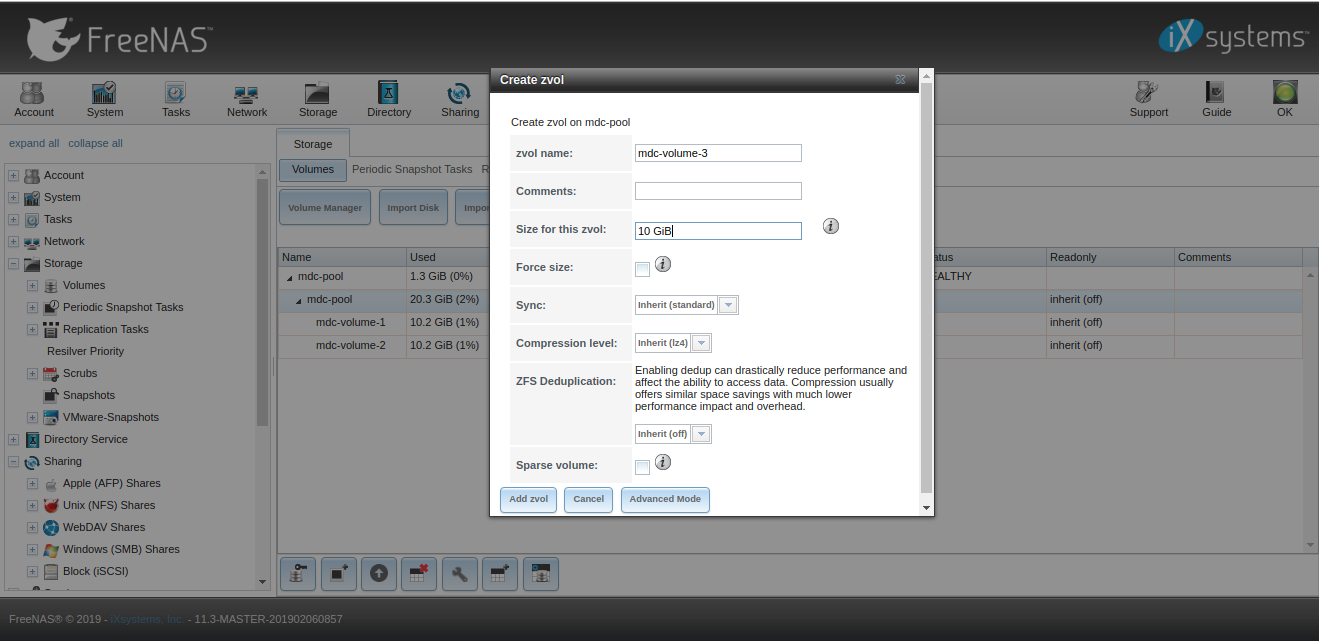 FreeNAS™
iXsystems™
Account
System
Tasks
Network
Storage
Directory
Sharing
Support
Guide
OK
expand all collapse all
Account
System
Tasks
Network
Storage
Volumes
Periodic Snapshot Tasks
Replication Tasks
Resilver Priority
Scrubs
Snapshots
VMware-Snapshots
Directory Service
Sharing
Apple (AFP) Shares
Unix (NFS) Shares
WebDAV Shares
Windows (SMB) Shares
Block (iSCSI)
Storage
Volumes Periodic Snapshot Tasks R
Volume Manager Import Disk Impo
Name Used atus Readonly Comments
mdc-pool 1.3 GiB (0%) EALTHY
mdc-pool 20.3 GiB (2%) inherit (off)
mdc-volume-1 10.2 GiB (1%) inherit (off)
mdc-volume-2 10.2 GiB (1%) inherit (off)
Create zvol
Create zvol on mdc-pool
zvol name: mdc-volume-3
Comments:
Size for this zvol: 10 GiB
Force size:
Sync: Inherit (standard)
Compression level: Inherit (lz4)
ZFS Deduplication:
Enabling dedup can drastically reduce performance and
affect the ability to access data. Compression usually
offers similar space savings with much lower
performance impact and overhead.
Inherit (off)
Sparse volume:
Add zvol Cancel Advanced Mode
FreeNAS® © 2019 - iXsystems, Inc. - 11.3-MASTER-201902060857